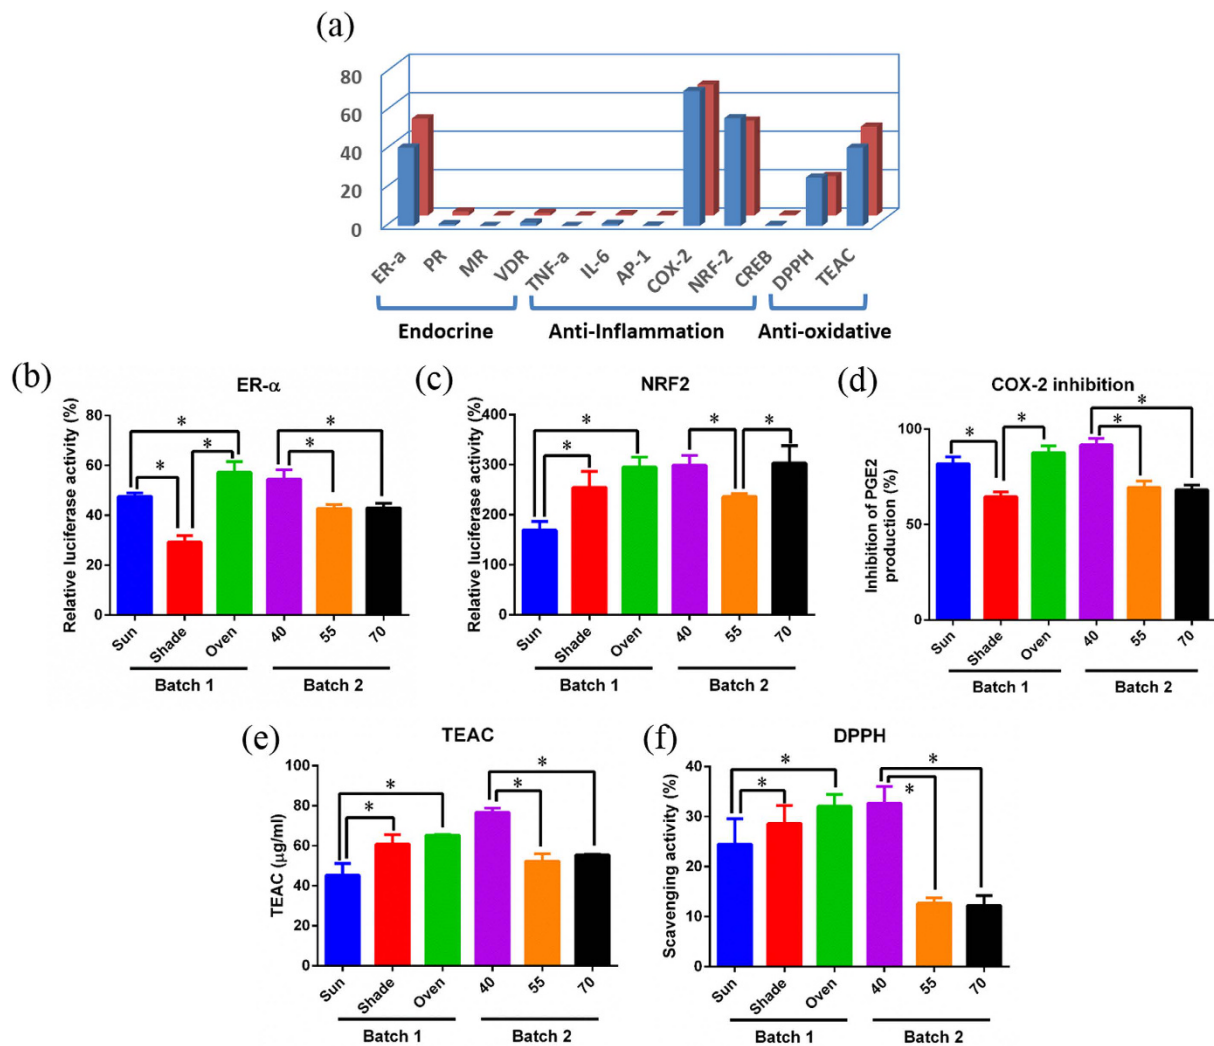 (a)
80
60
40
20
0
ER-a PR MR VDR TNF-a IL-6 AP-1 COX-2 NRF-2 CREB DPPH TEAC
Endocrine Anti-Inflammation Anti-oxidative
(b)
ER-α
Relative luciferase activity (%)
80
60
40
20
0
* * * * *
Sun Shade Oven 40 55 70
Batch 1 Batch 2
(c)
NRF2
Relative luciferase activity (%)
400
300
200
100
0
* * * *
Sun Shade Oven 40 55 70
Batch 1 Batch 2
(d)
COX-2 inhibition
Inhibition of PGE2
production (%)
100
50
0
* * * *
Sun Shade Oven 40 55 70
Batch 1 Batch 2
(e)
TEAC
TEAC (μg/ml)
100
80
60
40
20
0
* * * *
Sun Shade Oven 40 55 70
Batch 1 Batch 2
(f)
DPPH
Scavenging activity (%)
40
30
20
10
0
* * * *
Sun Shade Oven 40 55 70
Batch 1 Batch 2